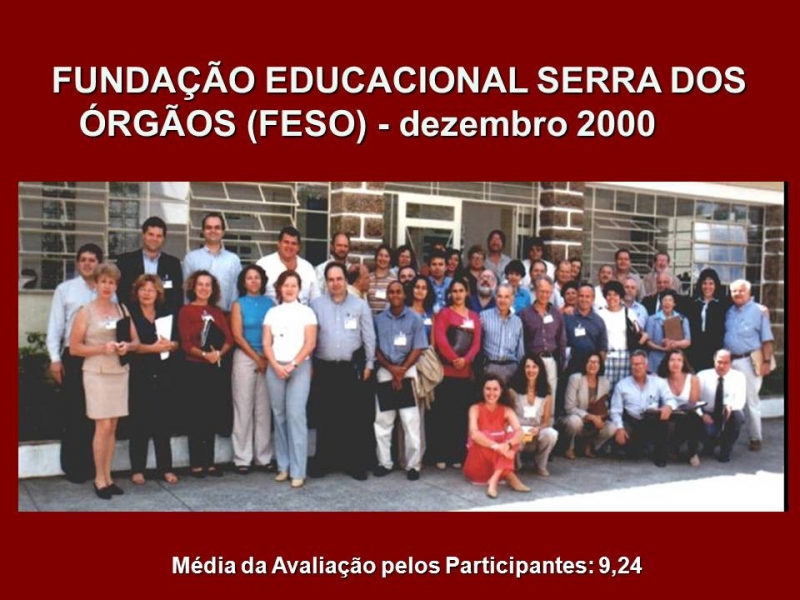 FUNDAÇÃO EDUCACIONAL SERRA DOS
ÓRGÃOS (FESO) - dezembro 2000
Média da Avaliação pelos Participantes: 9,24